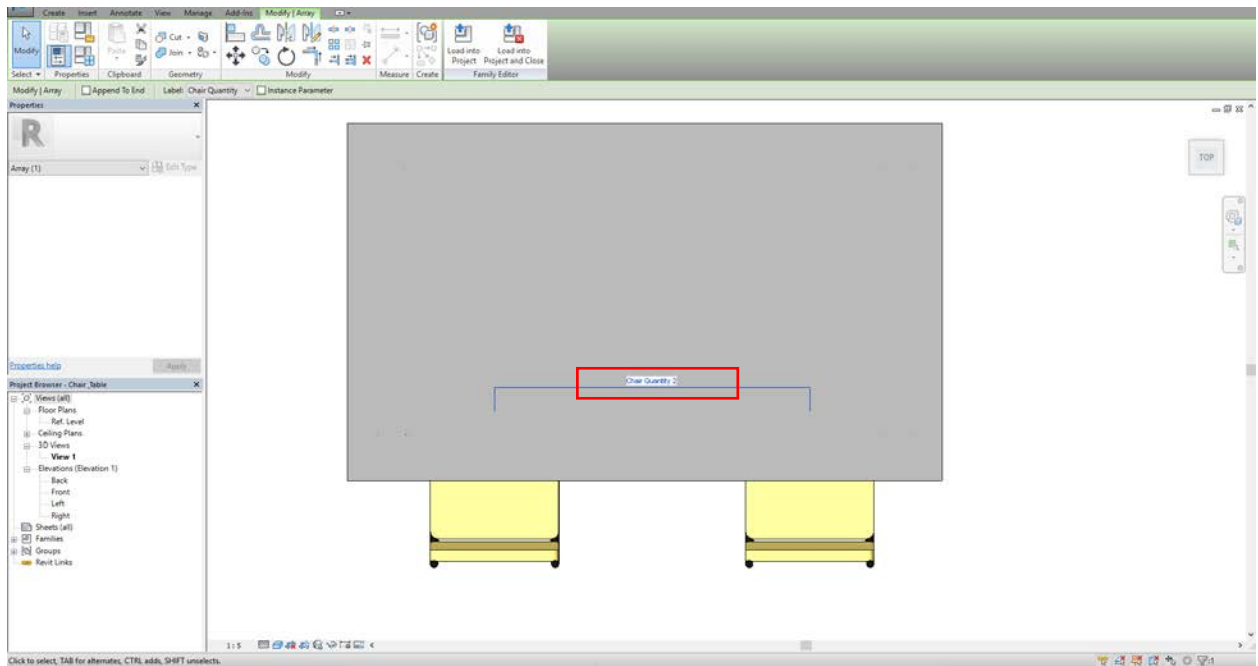 Create Insert Annotate View Manage Add-Ins Modify | Array
Modify
Paste
Cut
Join
Load into Project
Load into Project and Close
Select Properties Clipboard Geometry Modify Measure Create Family Editor
Modify | Array Append To End Label: Chair Quantity Instance Parameter
Properties
R
Array (1) Edit Type
TOP
Chair Quantity 2
Properties help Apply
Project Browser - Chair_Table
Views (all)
Floor Plans
Ref. Level
Ceiling Plans
3D Views
View 1
Elevations (Elevation 1)
Back
Front
Left
Right
Sheets (all)
Families
Groups
Revit Links
1:5
Click to select, TAB for alternates, CTRL adds, SHIFT unselects.
:1